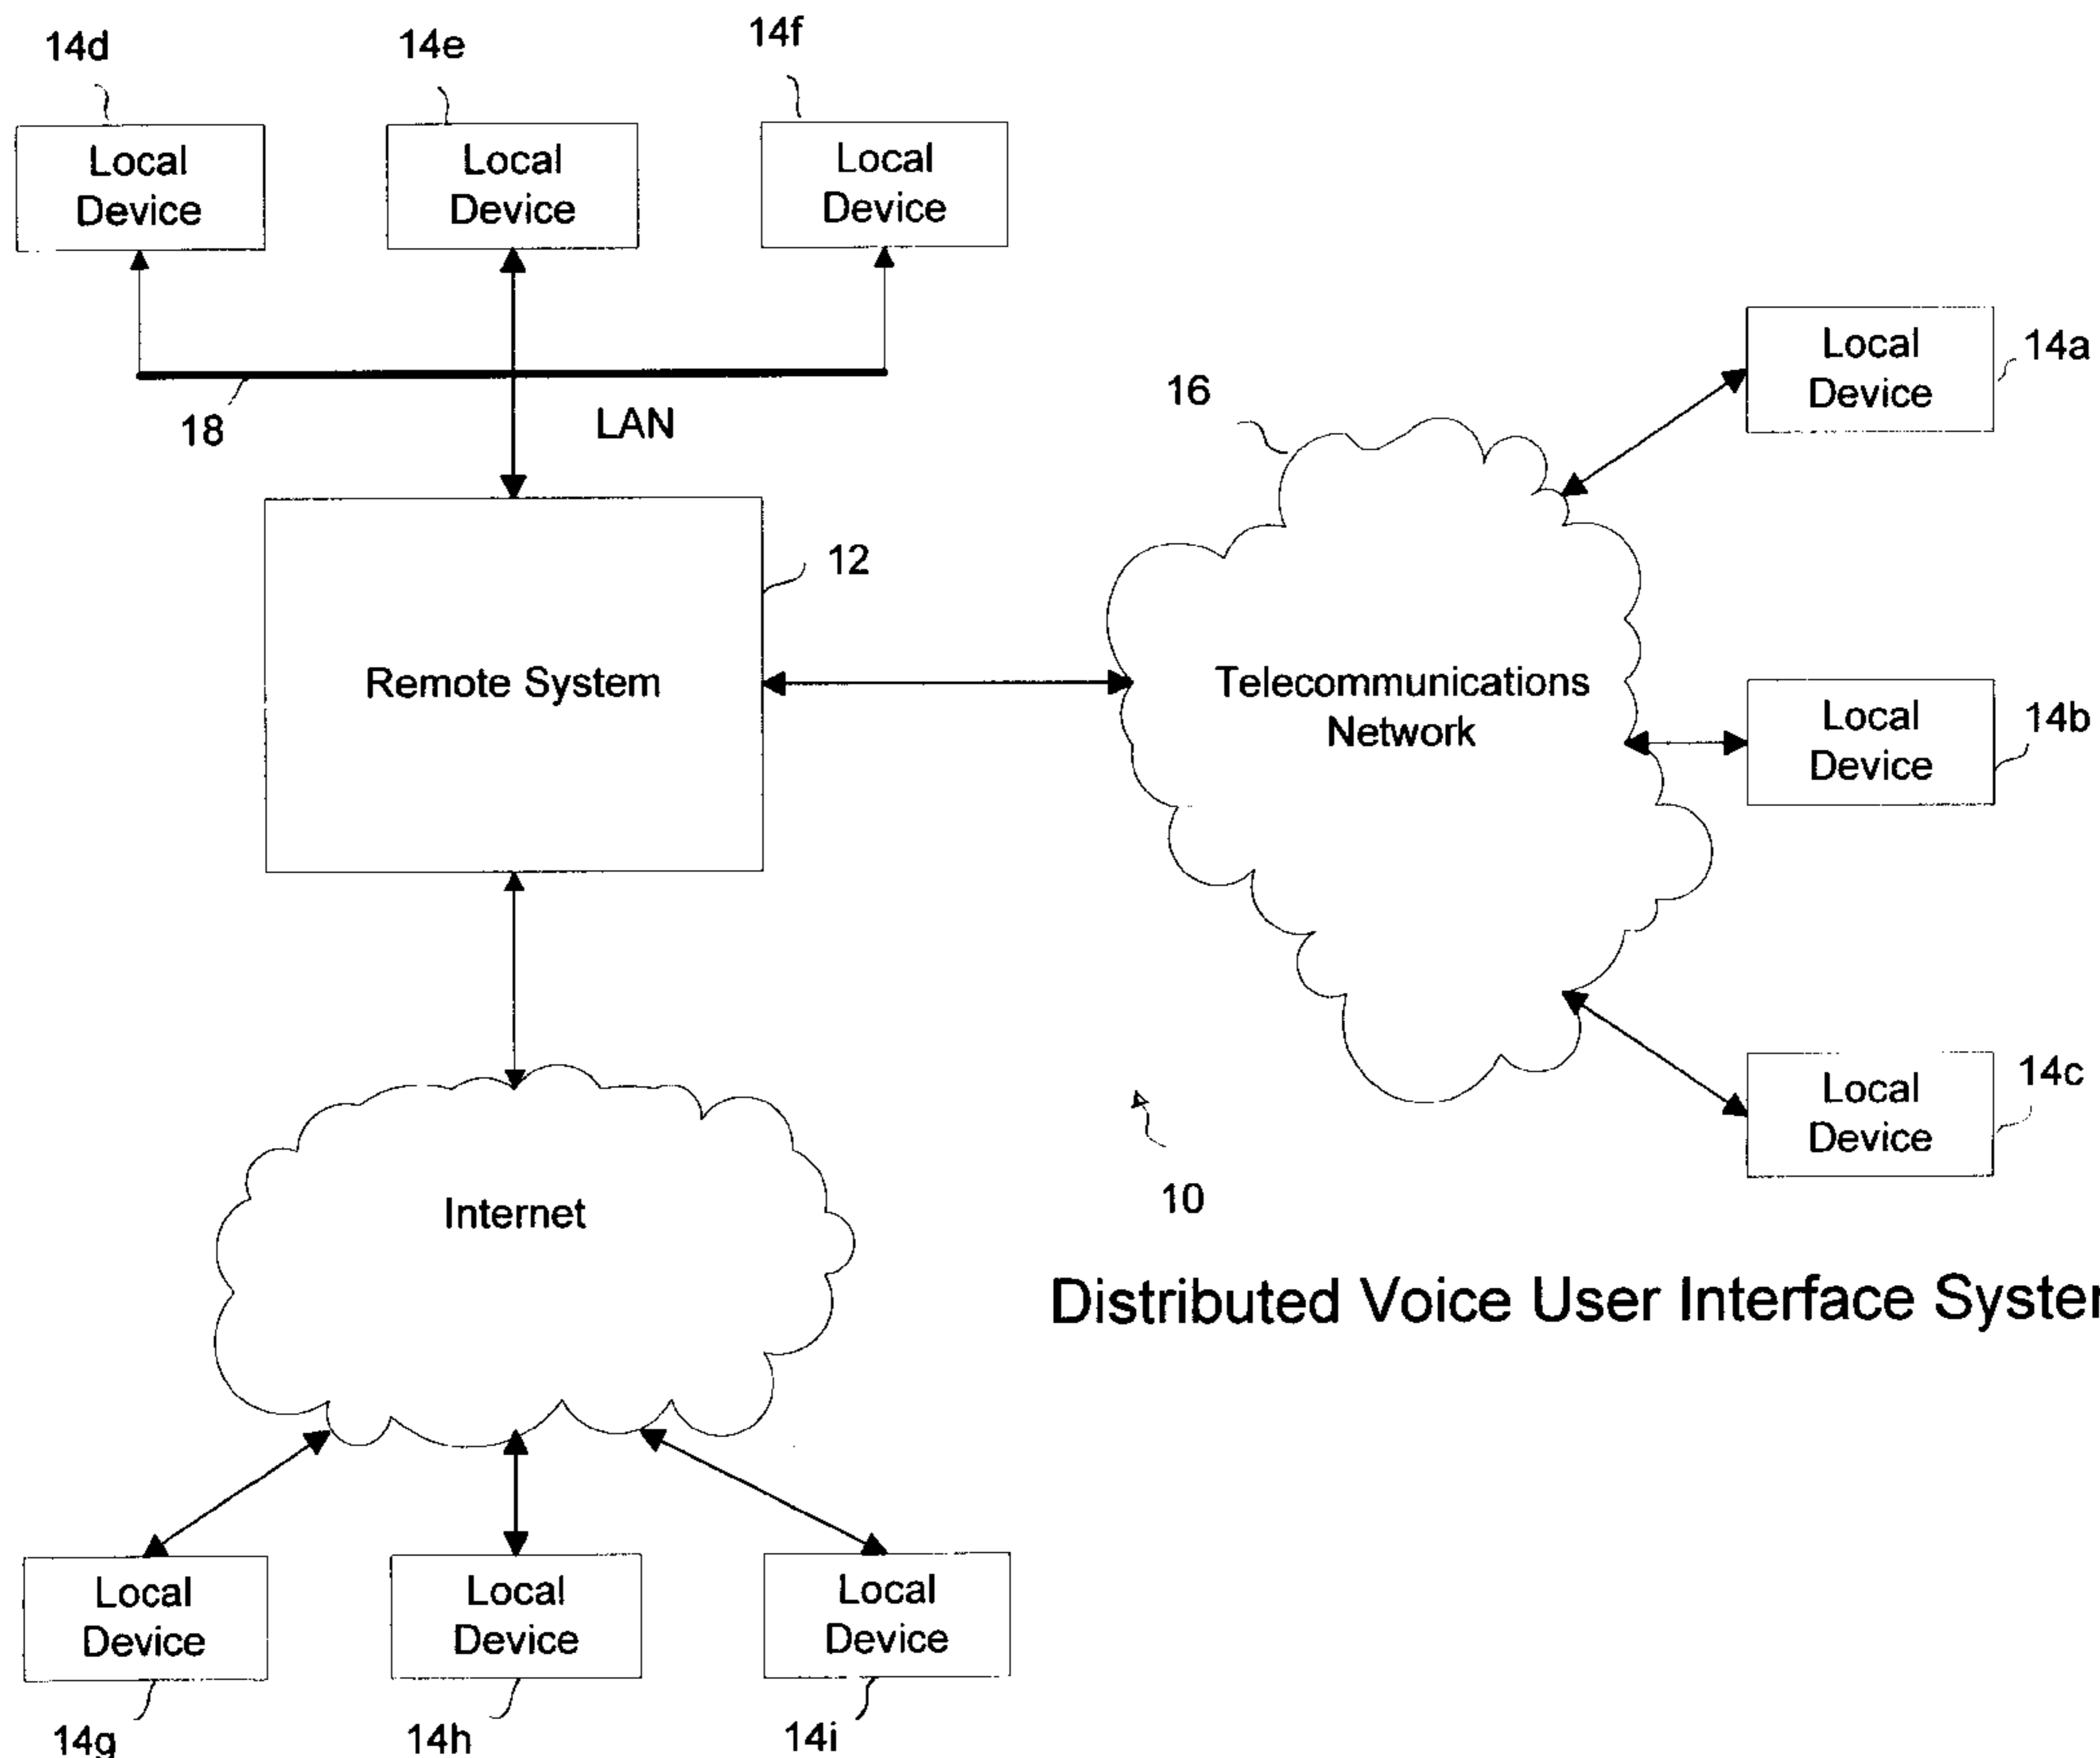 14d
14e
14f
Local
Device
Local
Device
Local
Device
18
LAN
16
Local
Device
14a
12
Remote System
Telecommunications
Network
Local
Device
14b
Local
Device
14c
10
Internet
Distributed Voice User Interface
Local
Device
Local
Device
Local
Device
14g
14h
14i